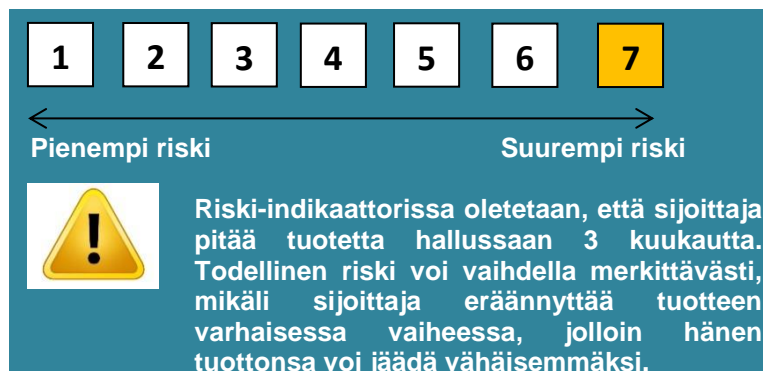 1 2 3 4 5 6 7
Pienempi riski Suurempi riski
Riski-indikaattorissa oletetaan, että sijoittaja
pitää tuotetta hallussaan 3 kuukautta.
Todellinen riski voi vaihdella merkittävästi,
mikäli sijoittaja eräännyttää tuotteen
varhaisessa vaiheessa, jolloin hänen
tuottonsa voi jäädä vähäisemmäksi.